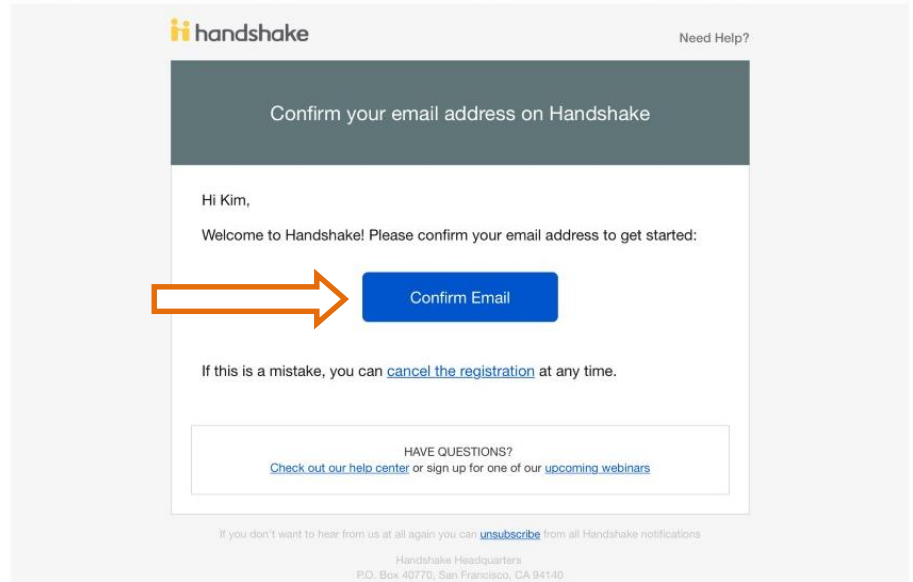 handshake
Need Help?
Confirm your email address on Handshake
Hi Kim,
Welcome to Handshake! Please confirm your email address to get started:
Confirm Email
If this is a mistake, you can cancel the registration at any time.
HAVE QUESTIONS?
Check out our help center or sign up for one of our upcoming webinars
If you don't want to hear from us at all again you can unsubscribe from all Handshake notifications
Handshake Headquarters
P.O. Box 40770, San Francisco, CA 94140